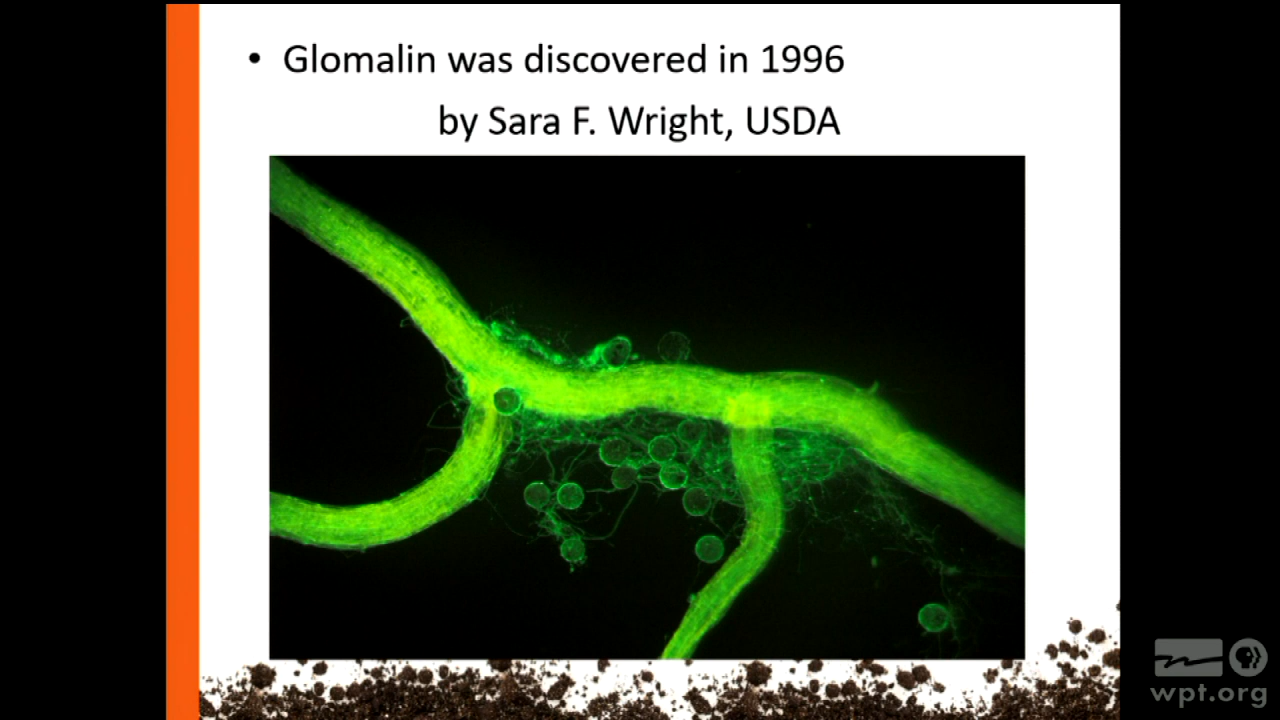 • Glomalin was discovered in 1996
by Sara F. Wright, USDA
wpt.org